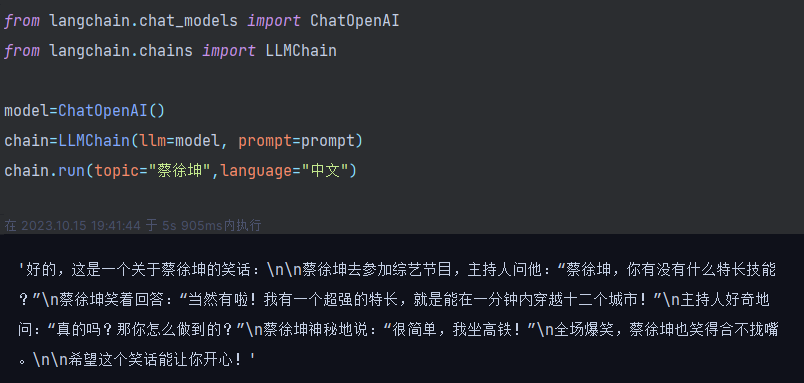 from langchain.chat_models import ChatOpenAI
from langchain.chains import LLMChain
model=ChatOpenAI()
chain=LLMChain(llm=model, prompt=prompt)
chain.run(topic="蔡徐坤",language="中文")
在 2023.10.15 19:41:44 于 5s 905ms内执行
'好的，这是一个关于蔡徐坤的笑话：\n\n蔡徐坤去参加综艺节目，主持人问他：“蔡徐坤，你有没有什么特长技能
？”\n蔡徐坤笑着回答：“当然有啦！我有一个超强的特长，就是能在一分钟内穿越十二个城市！”\n主持人好奇地
问：“真的吗？那你怎么做到的？”\n蔡徐坤神秘地说：“很简单，我坐高铁！”\n全场爆笑，蔡徐坤也笑得合不拢嘴
。\n\n希望这个笑话能让你开心！'